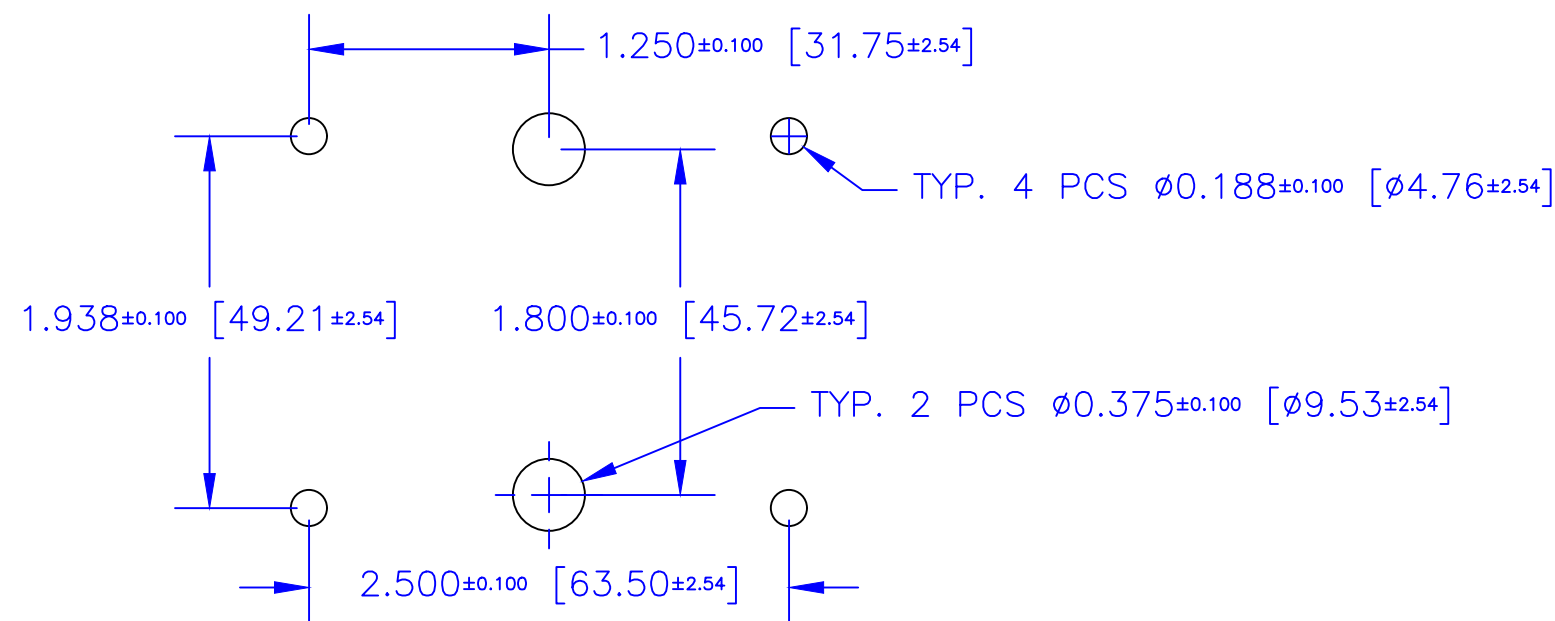 1.250±0.100 [31.75±2.54]
TYP. 4 PCS ø0.188±0.100 [ø4.76±2.54]
1.938±0.100 [49.21±2.54]
1.800±0.100 [45.72±2.54]
TYP. 2 PCS ø0.375±0.100 [ø9.53±2.54]
2.500±0.100 [63.50±2.54]